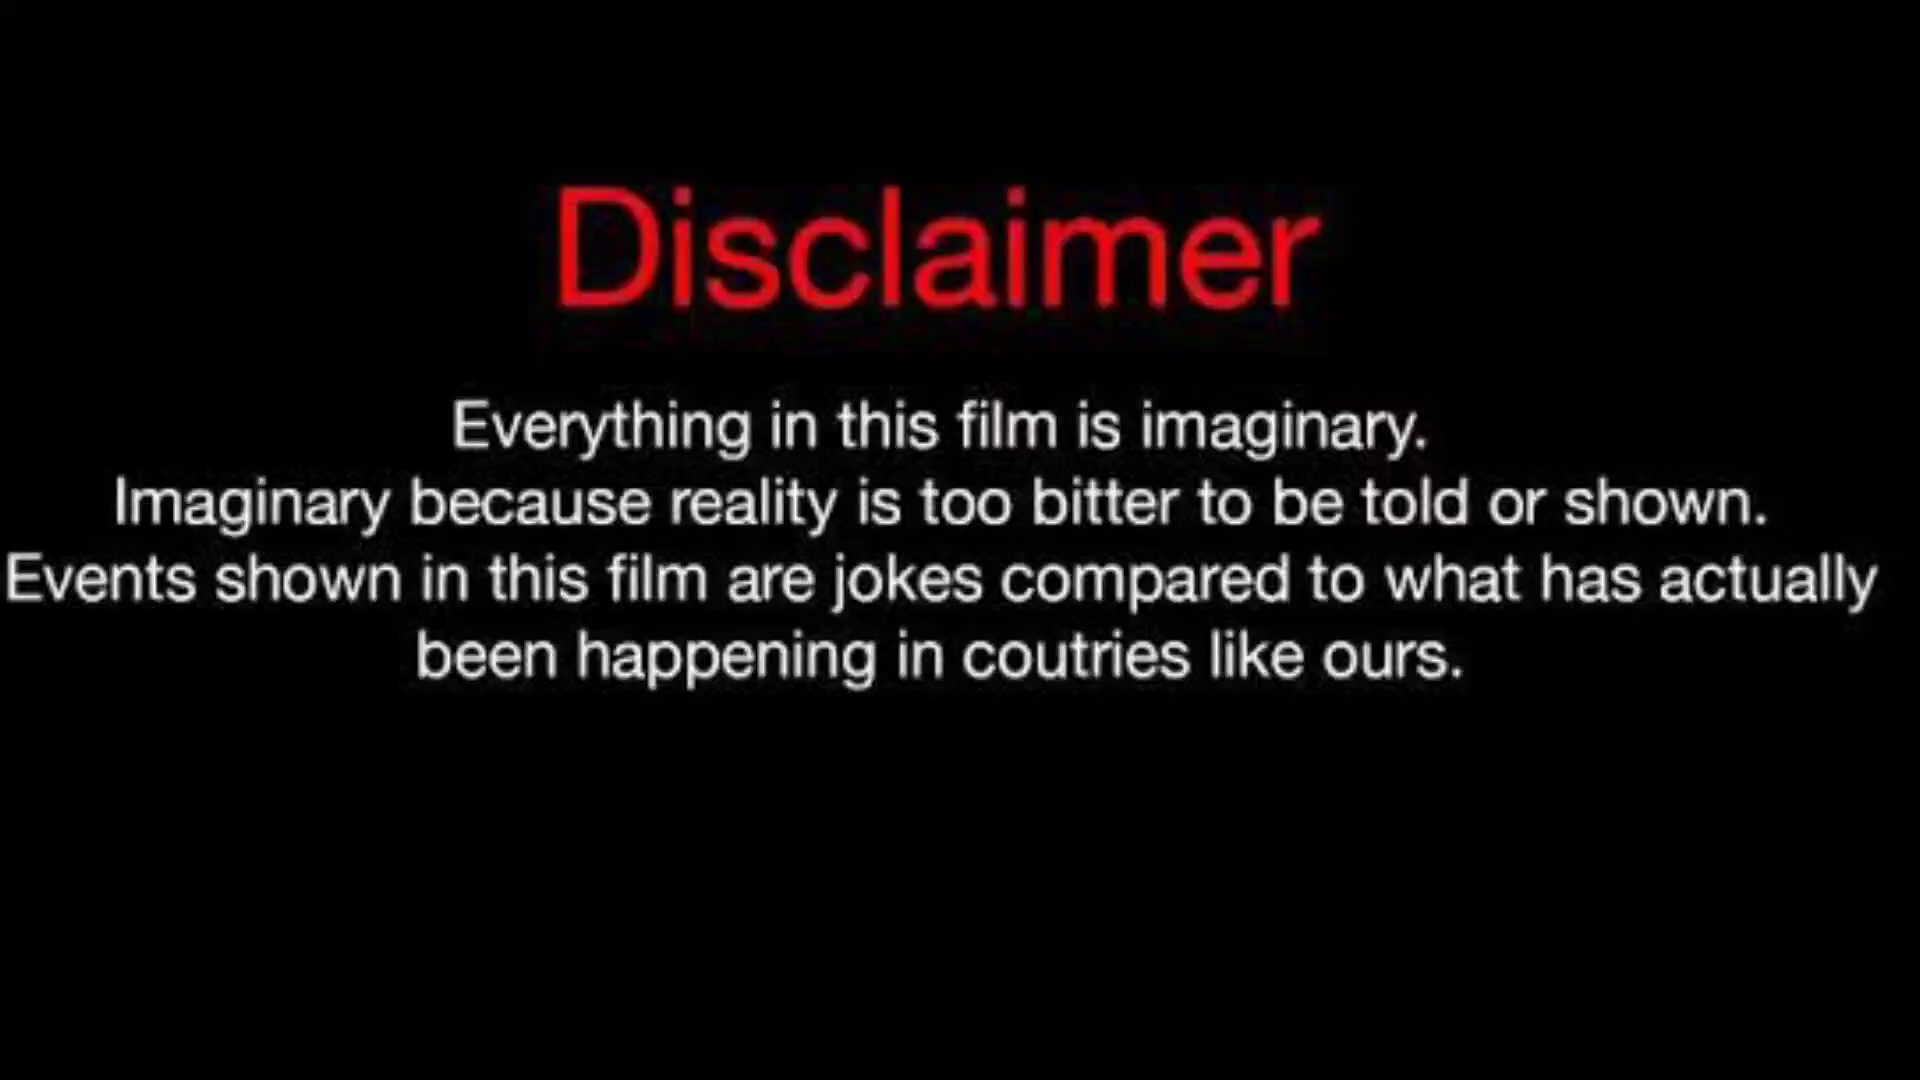 Disclaimer
Everything in this film is imaginary.
Imaginary because reality is too bitter to be told or shown.
Events shown in this film are jokes compared to what has actually
been happening in coutries like ours.